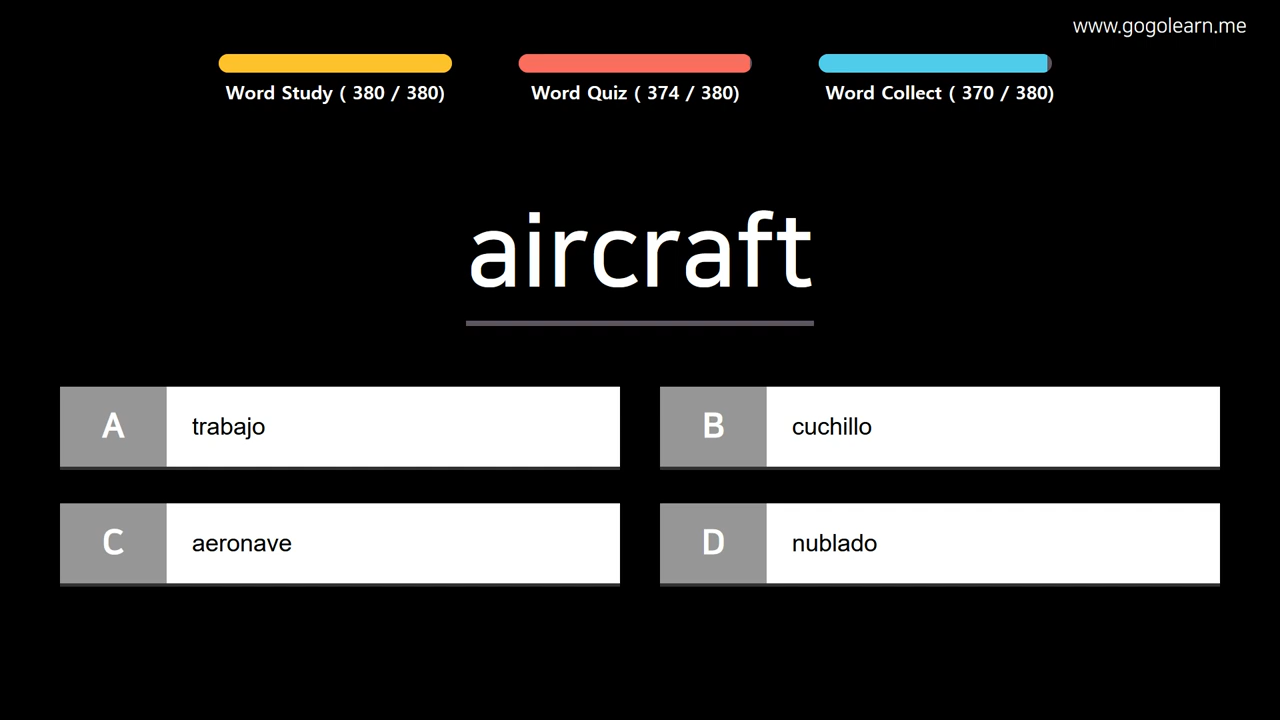 www.gogolearn.me
Word Study ( 380 / 380)
Word Quiz ( 374 / 380)
Word Collect ( 370 / 380)
aircraft
A trabajo
B cuchillo
C aeronave
D nublado